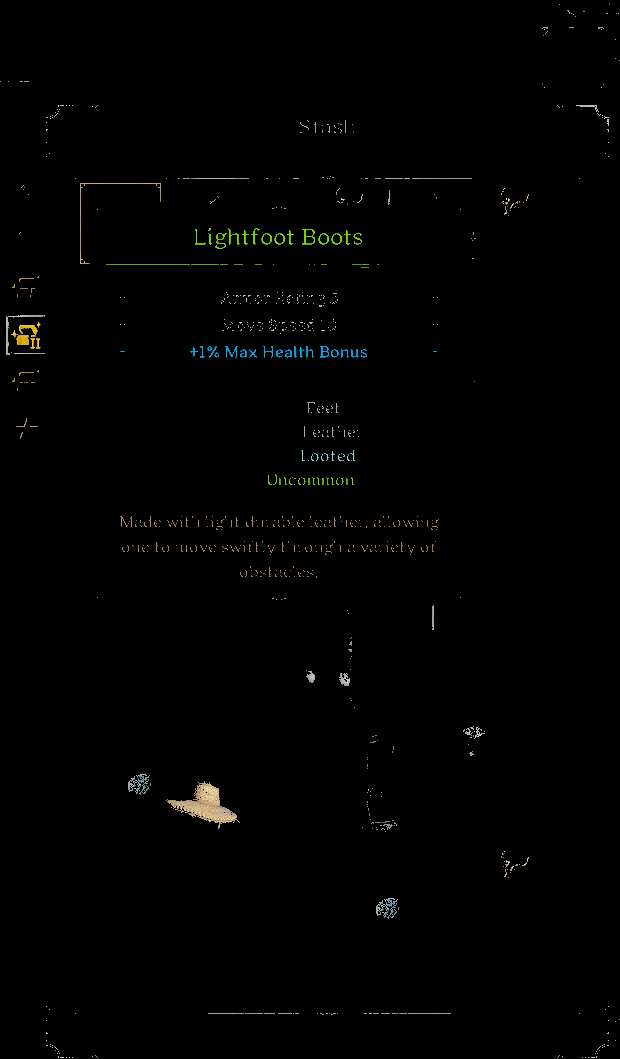 Stash
Lightfoot Boots
Armor Rating 5
Move Speed
+1% Max Health Bonus
Feet
Leather
Looted
Uncommon
Made with light durable leather, allowing
one to move swiftly through a variety of
obstacles.
II